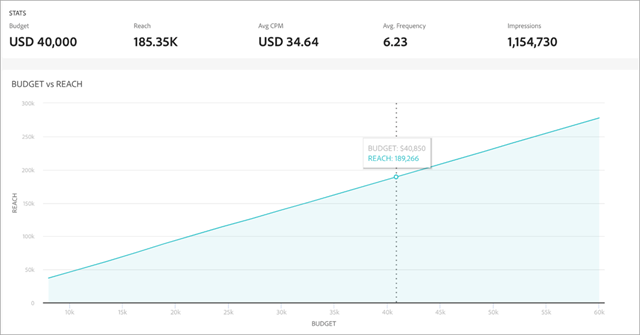 STATS
Budget Reach Avg CPM Avg. Frequency Impressions
USD 40,000 185.35K USD 34.64 6.23 1,154,730
BUDGET vs REACH
300k
250k
200k
150k
100k
50k
0
REACH
BUDGET: $40,850
REACH: 189,266
10k 15k 20k 25k 30k 35k 40k 45k 50k 55k 60k
BUDGET